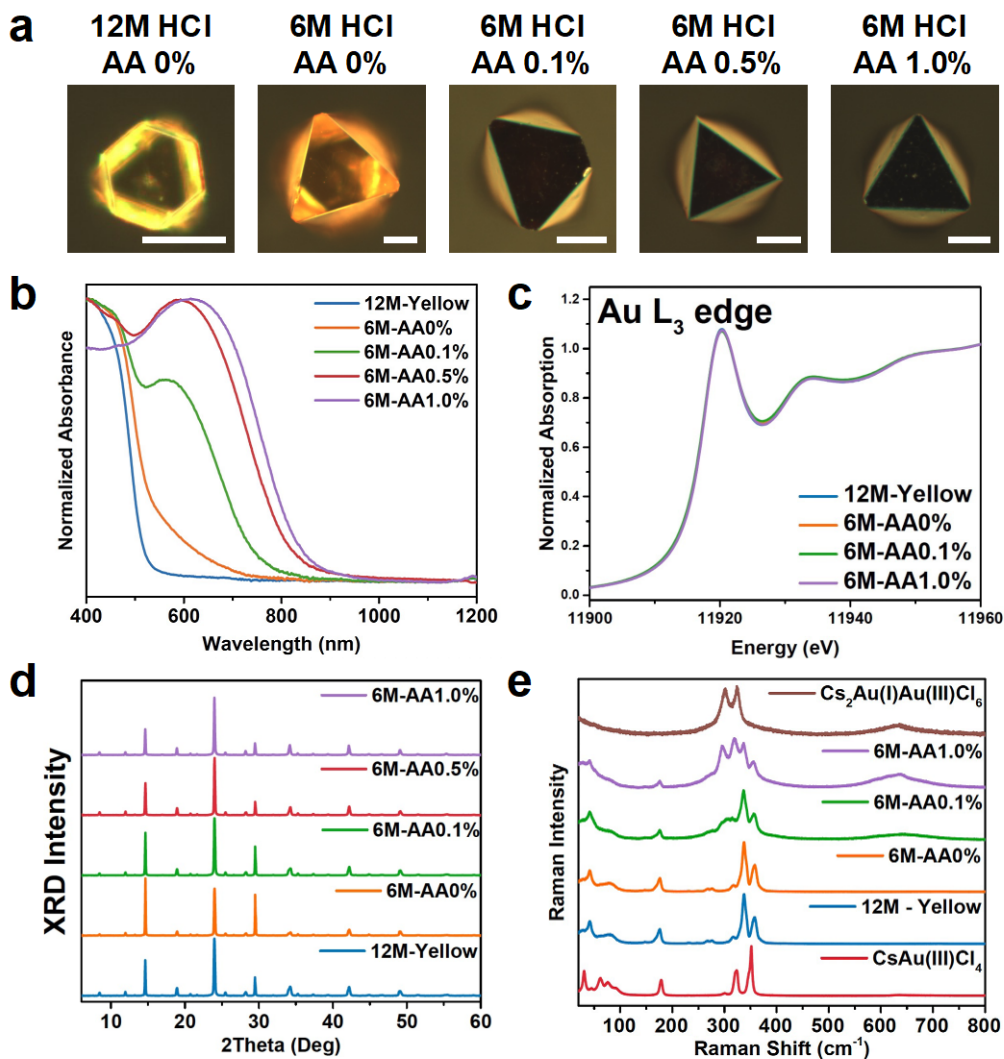 a
12M HCl
AA 0%
6M HCl
AA 0%
6M HCl
AA 0.1%
6M HCl
AA 0.5%
6M HCl
AA 1.0%
b
Normalized Absorbance
12M-Yellow
6M-AA0%
6M-AA0.1%
6M-AA0.5%
6M-AA1.0%
400 600 800 1000 1200
Wavelength (nm)
c
Au L3 edge
Normalized Absorption
1.2
1.0
0.8
0.6
0.4
0.2
0.0
12M-Yellow
6M-AA0%
6M-AA0.1%
6M-AA1.0%
11900 11920 11940 11960
Energy (eV)
d
XRD Intensity
6M-AA1.0%
6M-AA0.5%
6M-AA0.1%
6M-AA0%
12M-Yellow
10 20 30 40 50 60
2Theta (Deg)
e
Raman Intensity
Cs2Au(I)Au(III)Cl6
6M-AA1.0%
6M-AA0.1%
6M-AA0%
12M - Yellow
CsAu(III)Cl4
100 200 300 400 500 600 700 800
Raman Shift (cm-1)